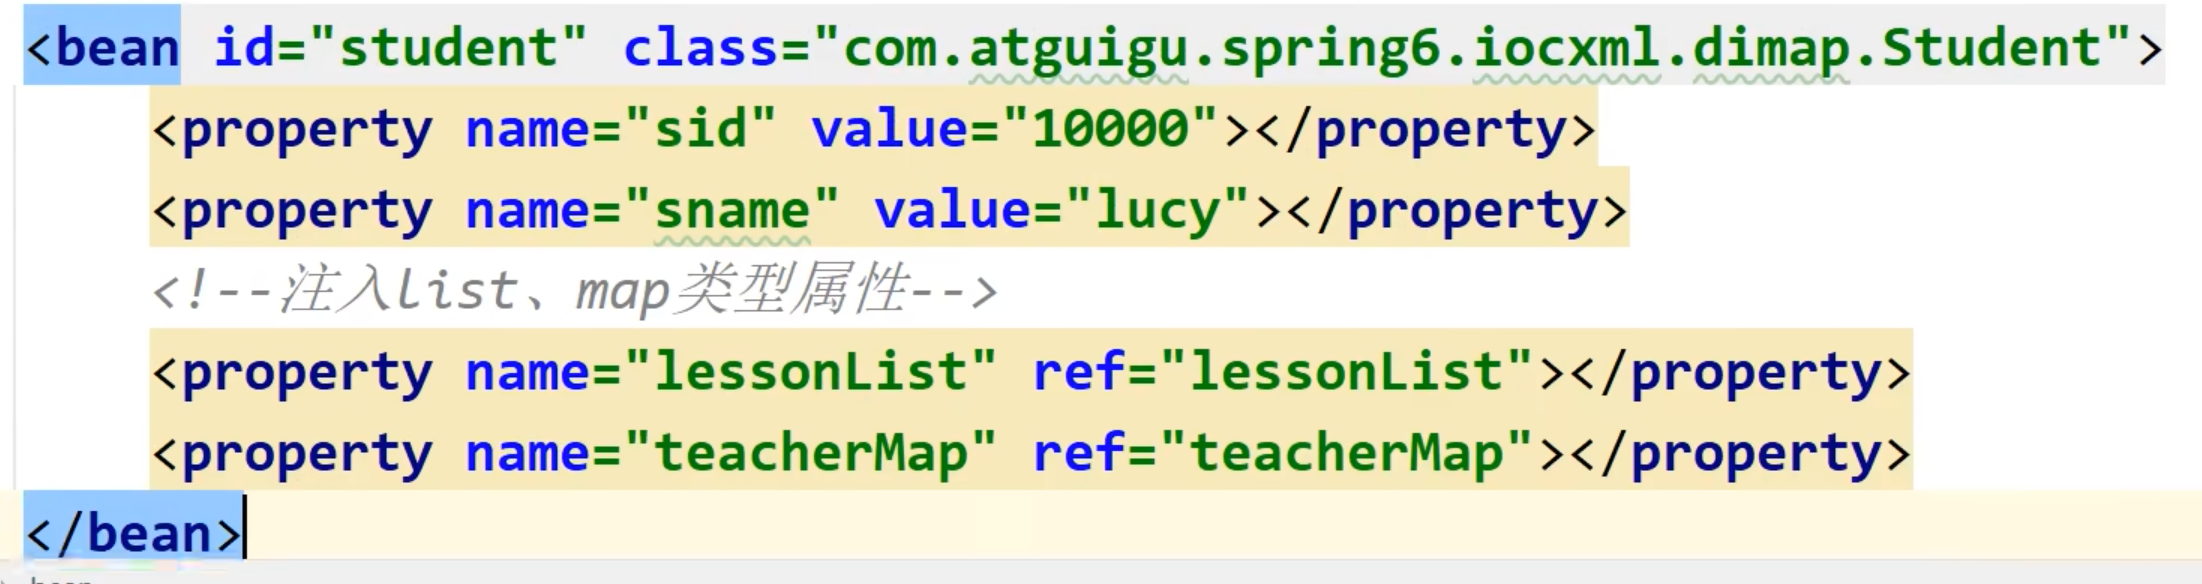 <bean id="student" class="com.atguigu.spring6.iocxml.dimap.Student">
<property name="sid" value="10000"></property>
<property name="sname" value="lucy"></property>
<!--注入list、map类型属性-->
<property name="lessonList" ref="lessonList"></property>
<property name="teacherMap" ref="teacherMap"></property>
</bean>